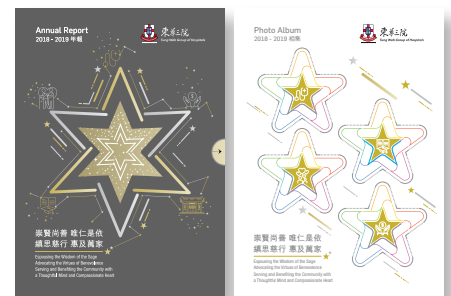 Annual Report
2018 - 2019 年報
東華三院
Tung Wah Group of Hospitals
崇賢尚善 唯仁是依
縝思慈行 惠及萬家
Espousing the Wisdom of the Sage
Advocating the Virtues of Benevolence
Serving and Benefiting the Community with
a Thoughtful Mind and Compassionate Heart
Photo Album
2018 - 2019 相集
東華三院
Tung Wah Group of Hospitals
崇賢尚善 唯仁是依
縝思慈行 惠及萬家
Espousing the Wisdom of the Sage
Advocating the Virtues of Benevolence
Serving and Benefiting the Community with
a Thoughtful Mind and Compassionate Heart